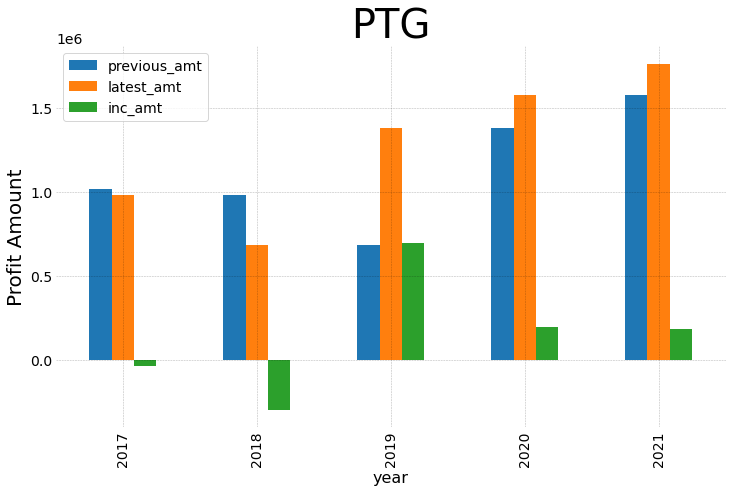 PTG
1e6
previous_amt
latest_amt
inc_amt
1.5
1.0
0.5
0.0
Profit Amount
2017
2018
2019
2020
2021
year